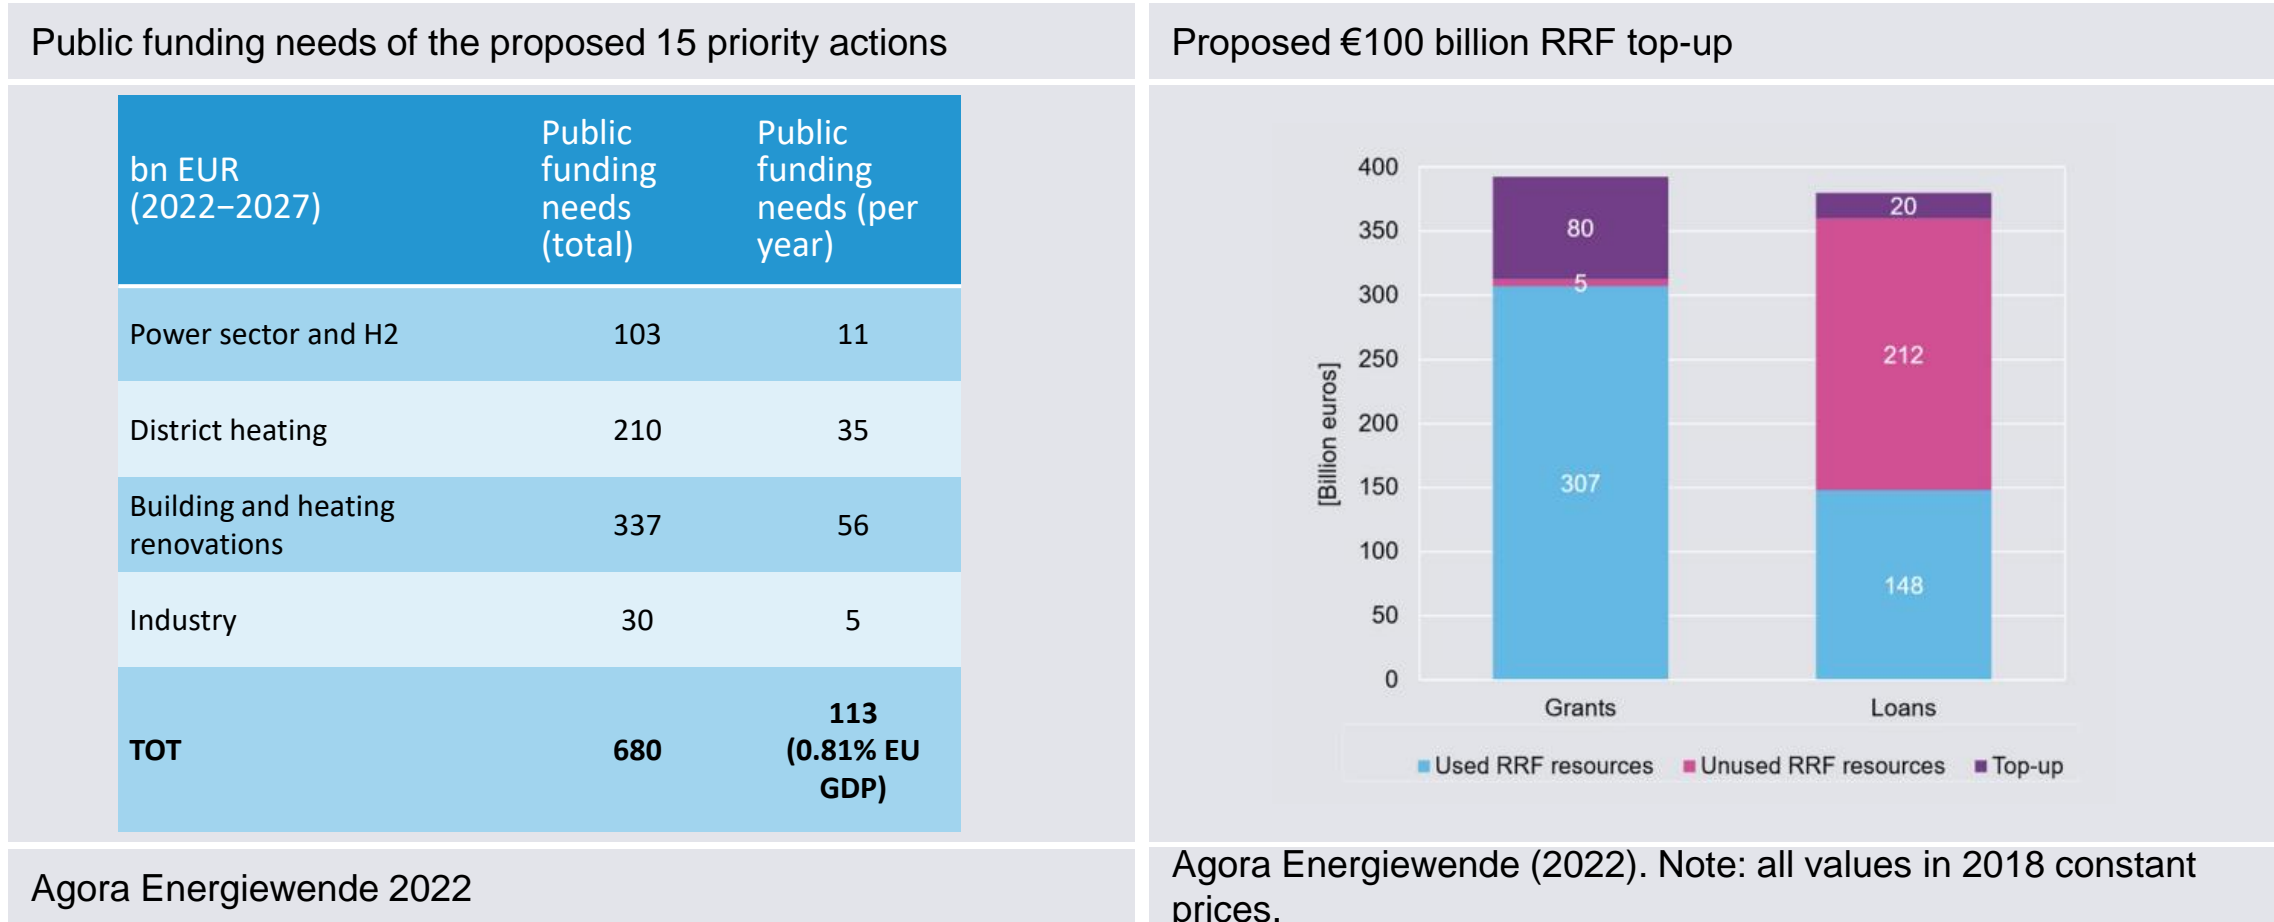 Public funding needs of the proposed 15 priority actions
bn EUR
(2022–2027)
Public
funding
needs
(total)
Public
funding
needs (per
year)
Power sector and H2 103 11
District heating 210 35
Building and heating
renovations
337 56
Industry 30 5
TOT 680
113
(0.81% EU
GDP)
Agora Energiewende 2022
Proposed €100 billion RRF top-up
[Billion euros]
400
350
300
250
200
150
100
50
0
80
5
307
20
212
148
Grants Loans
Used RRF resources Unused RRF resources Top-up
Agora Energiewende (2022). Note: all values in 2018 constant
prices.